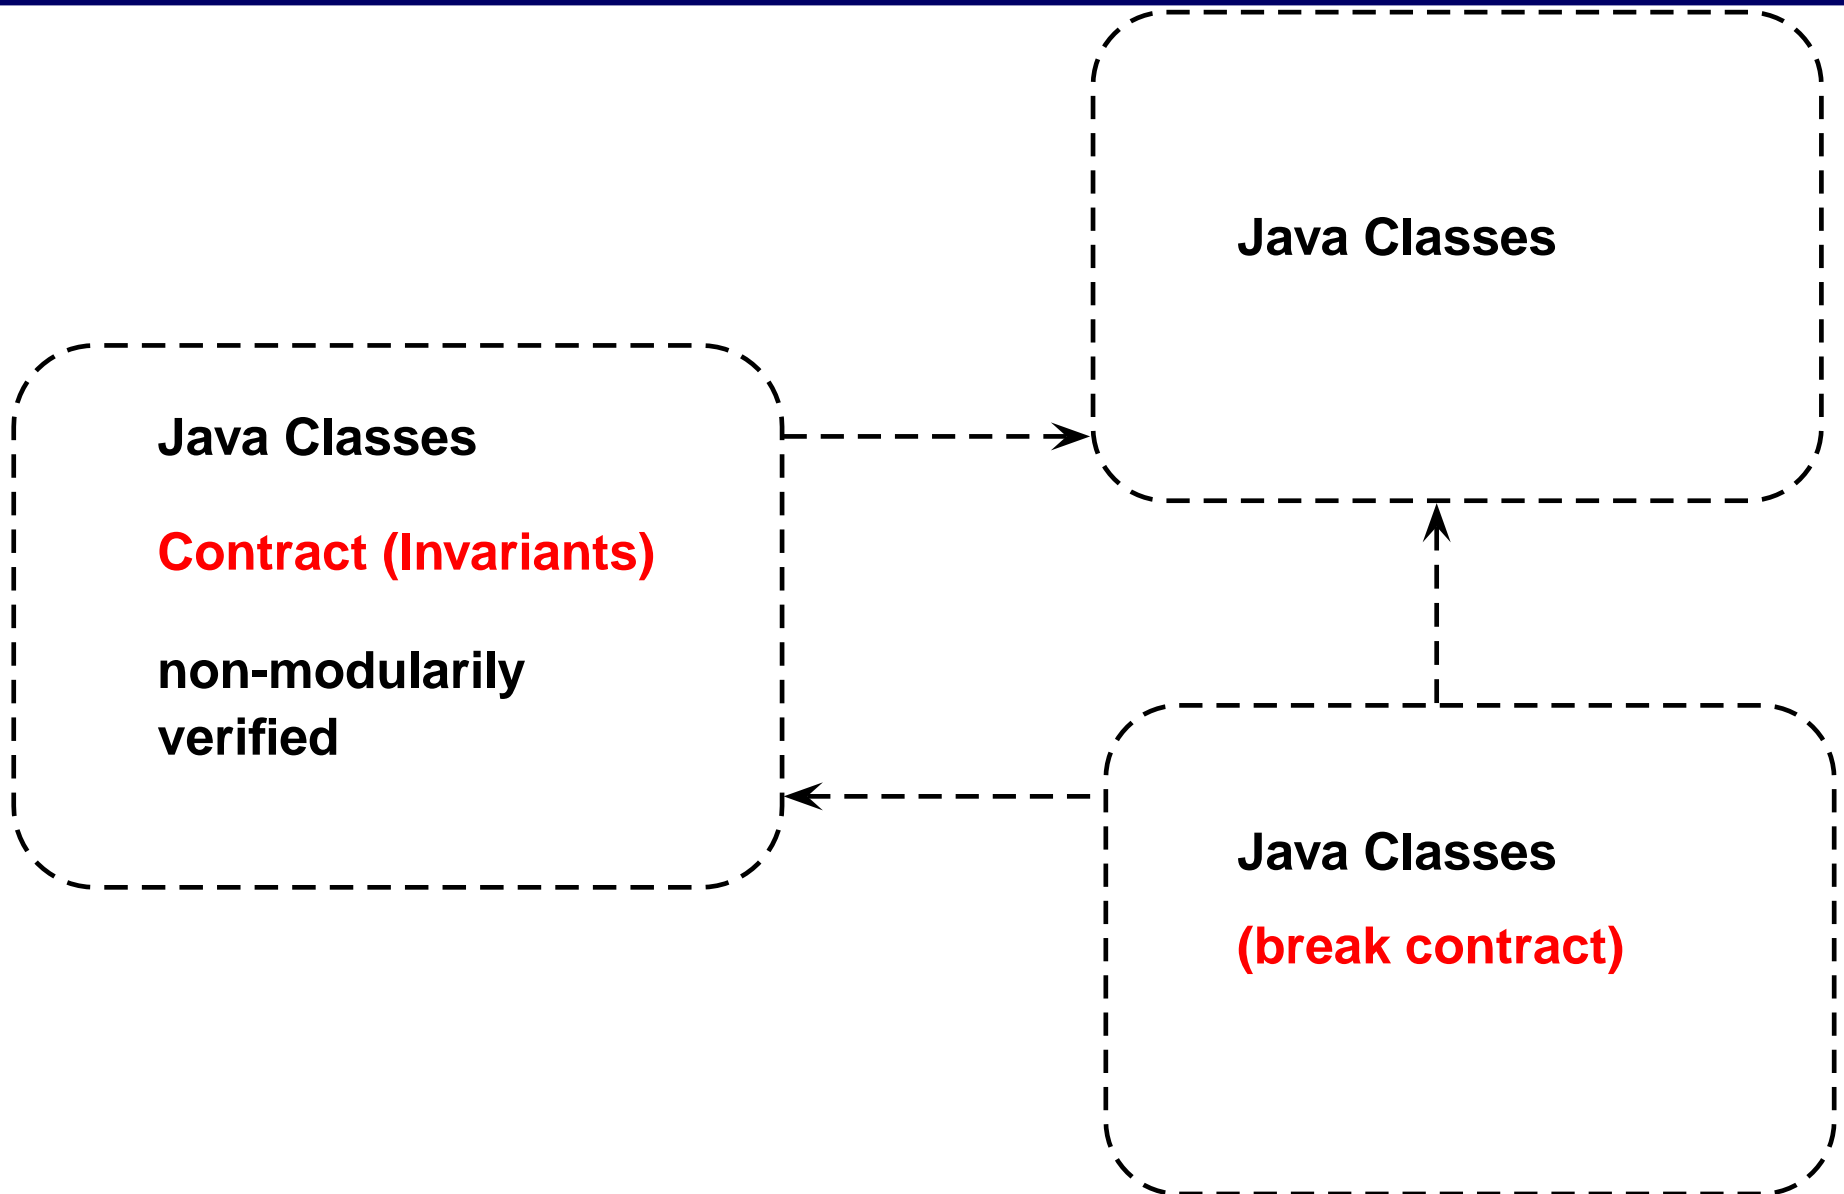 Java Classes
Java Classes
Contract (Invariants)
non-modularily
verified
Java Classes
(break contract)